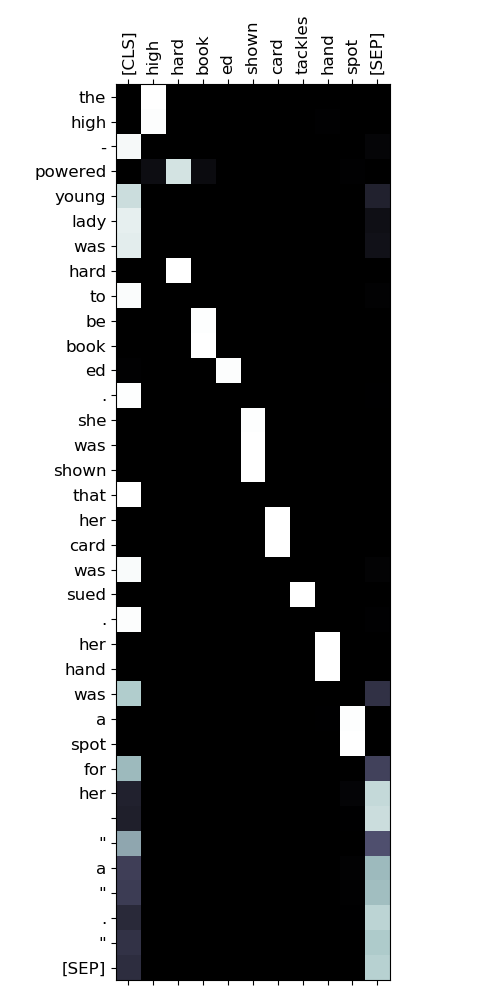 [CLS]
high
hard
book
ed
shown
card
tackles
hand
spot
[SEP]
the
high
-
powered
young
lady
was
hard
to
be
book
ed
.
she
was
shown
that
her
card
was
sued
.
her
hand
was
a
spot
for
her
"
a
"
.
"
[SEP]